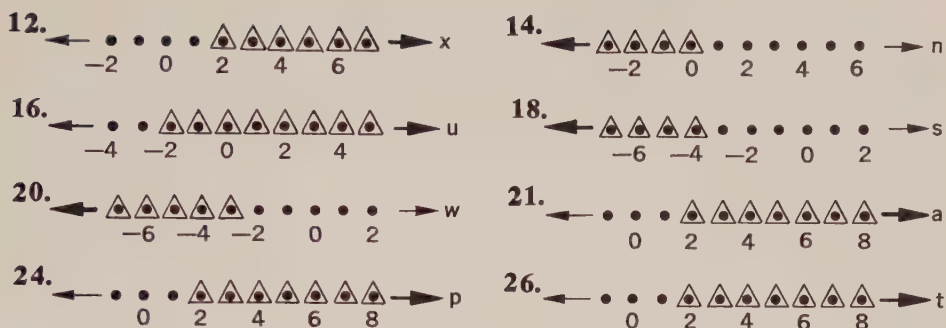 12. x 14. n
−2 0 2 4 6 −2 0 2 4 6
16. u 18. s
−4 −2 0 2 4 −6 −4 −2 0 2
20. w 21. a
−6 −4 −2 0 2 0 2 4 6 8
24. p 26. t
0 2 4 6 8 0 2 4 6 8